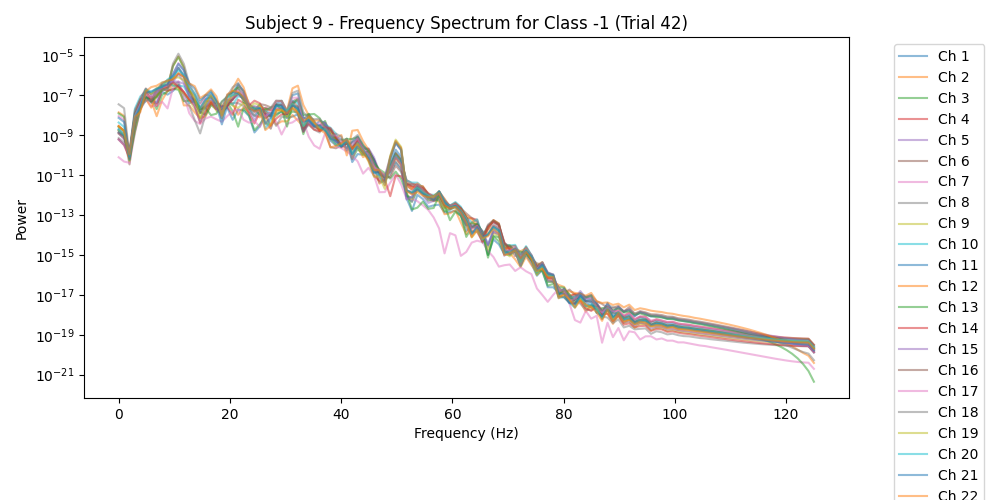 Subject 9 - Frequency Spectrum for Class -1 (Trial 42)
Power
10⁻⁵
10⁻⁷
10⁻⁹
10⁻¹¹
10⁻¹³
10⁻¹⁵
10⁻¹⁷
10⁻¹⁹
10⁻²¹
0 20 40 60 80 100 120
Frequency (Hz)
Ch 1
Ch 2
Ch 3
Ch 4
Ch 5
Ch 6
Ch 7
Ch 8
Ch 9
Ch 10
Ch 11
Ch 12
Ch 13
Ch 14
Ch 15
Ch 16
Ch 17
Ch 18
Ch 19
Ch 20
Ch 21
Ch 22